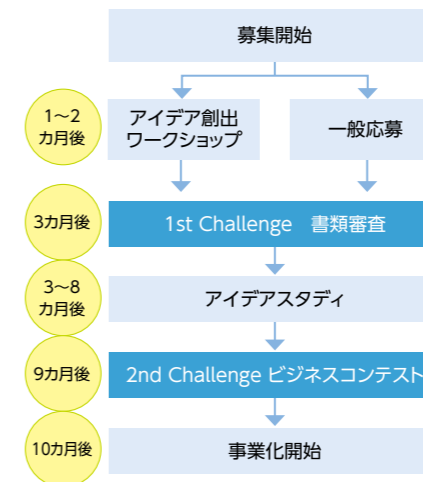 募集開始
1～2
カ月後
アイデア創出
ワークショップ
一般応募
3カ月後
1st Challenge　書類審査
3～8
カ月後
アイデアスタディ
9カ月後
2nd Challenge ビジネスコンテスト
10カ月後
事業化開始